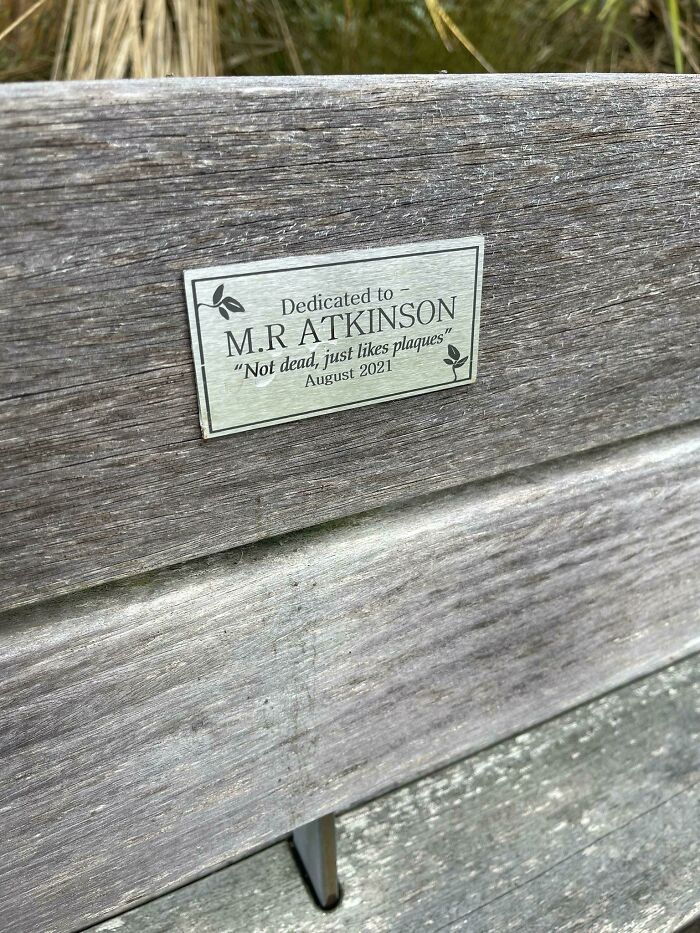 Dedicated to –
M.R ATKINSON
“Not dead, just likes plaques”
August 2021